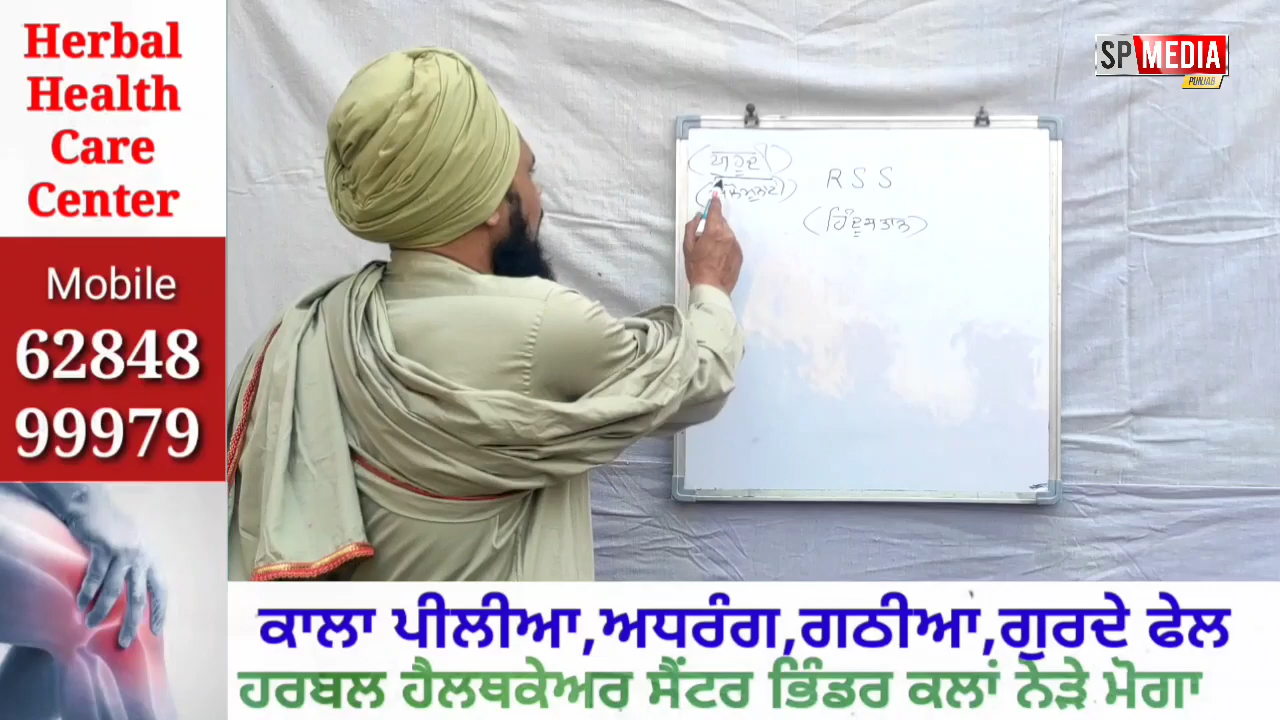 Herbal
Health
Care
Center
Mobile
62848
99979
SP MEDIA
PUNJAB
R S S
(ਹਿੰਦੂਸਤਾਨ)
ਕਾਲਾ ਪੀਲੀਆ,ਅਧਰੰਗ,ਗਠੀਆ,ਗੁਰਦੇ ਫੇਲ
ਹਰਬਲ ਹੈਲਥਕੇਅਰ ਸੈਂਟਰ ਭਿੰਡਰ ਕਲਾਂ ਨੇੜੇ ਮੋਗਾ